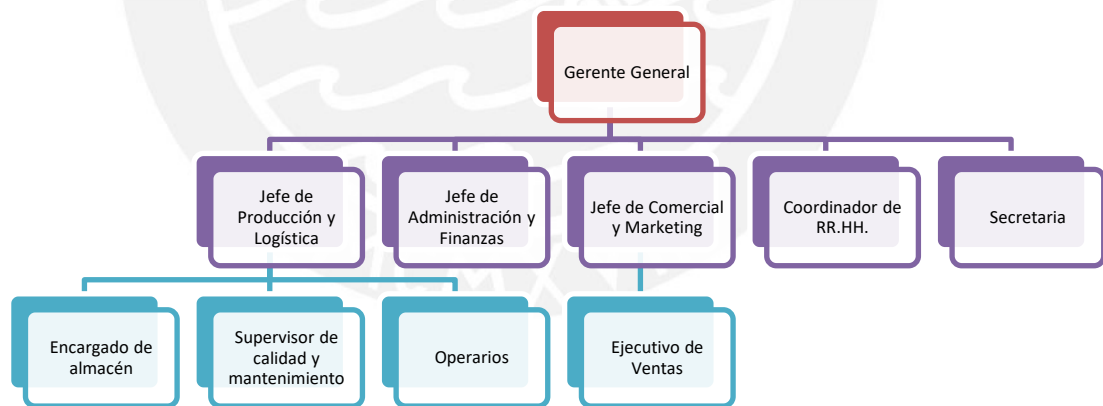 Gerente General
Jefe de
Producción y
Logística
Jefe de
Administración y
Finanzas
Jefe de Comercial
y Marketing
Coordinador de
RR.HH.
Secretaria
Encargado de
almacén
Supervisor de
calidad y
mantenimiento
Operarios
Ejecutivo de
Ventas